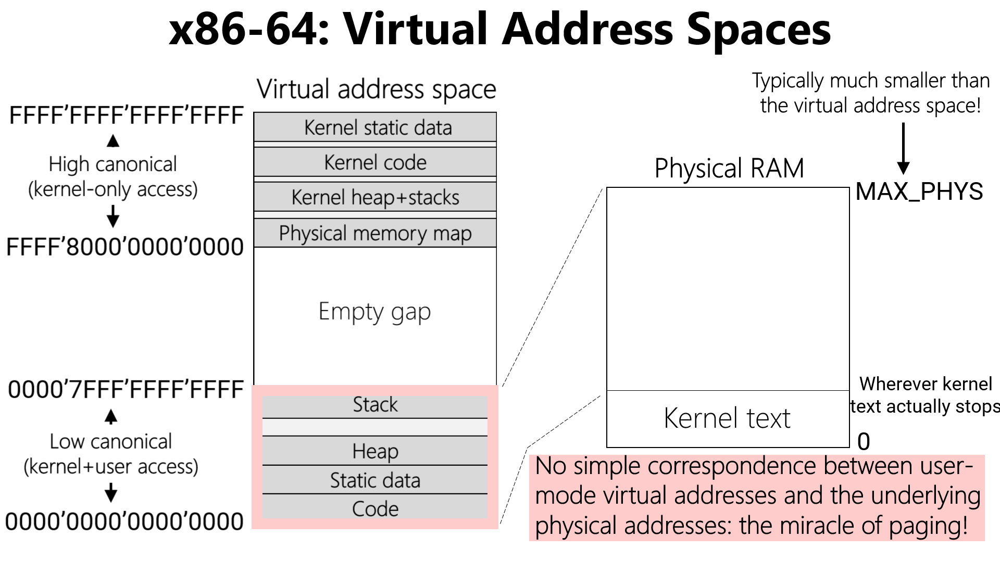 x86-64: Virtual Address Spaces
Virtual address space
FFFF’FFFF’FFFF’FFFF
High canonical
(kernel-only access)
FFFF’8000’0000’0000
0000’7FFF’FFFF’FFFF
Low canonical
(kernel+user access)
0000’0000’0000’0000
Kernel static data
Kernel code
Kernel heap+stacks
Physical memory map
Empty gap
Stack
Heap
Static data
Code
Typically much smaller than
the virtual address space!
Physical RAM
MAX_PHYS
Wherever kernel
text actually stops
Kernel text
0
No simple correspondence between user-
mode virtual addresses and the underlying
physical addresses: the miracle of paging!